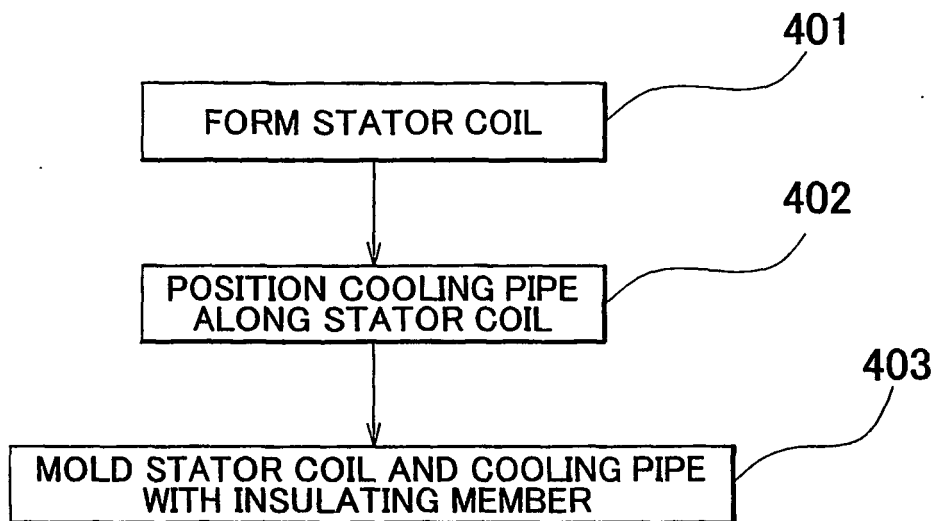 401
FORM STATOR COIL
402
POSITION COOLING PIPE
ALONG STATOR COIL
403
MOLD STATOR COIL AND COOLING PIPE
WITH INSULATING MEMBER